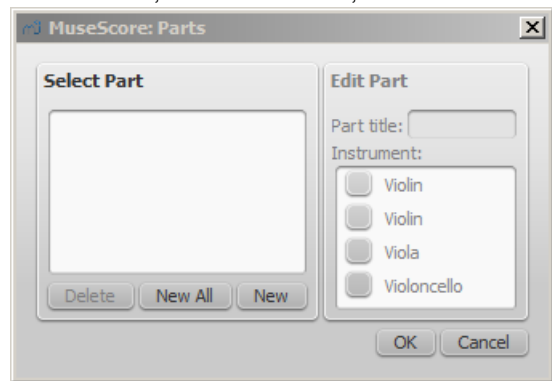 MuseScore: Parts
Select Part
Delete
New All
New
Edit Part
Part title:
Instrument:
Violin
Violin
Viola
Violoncello
OK
Cancel